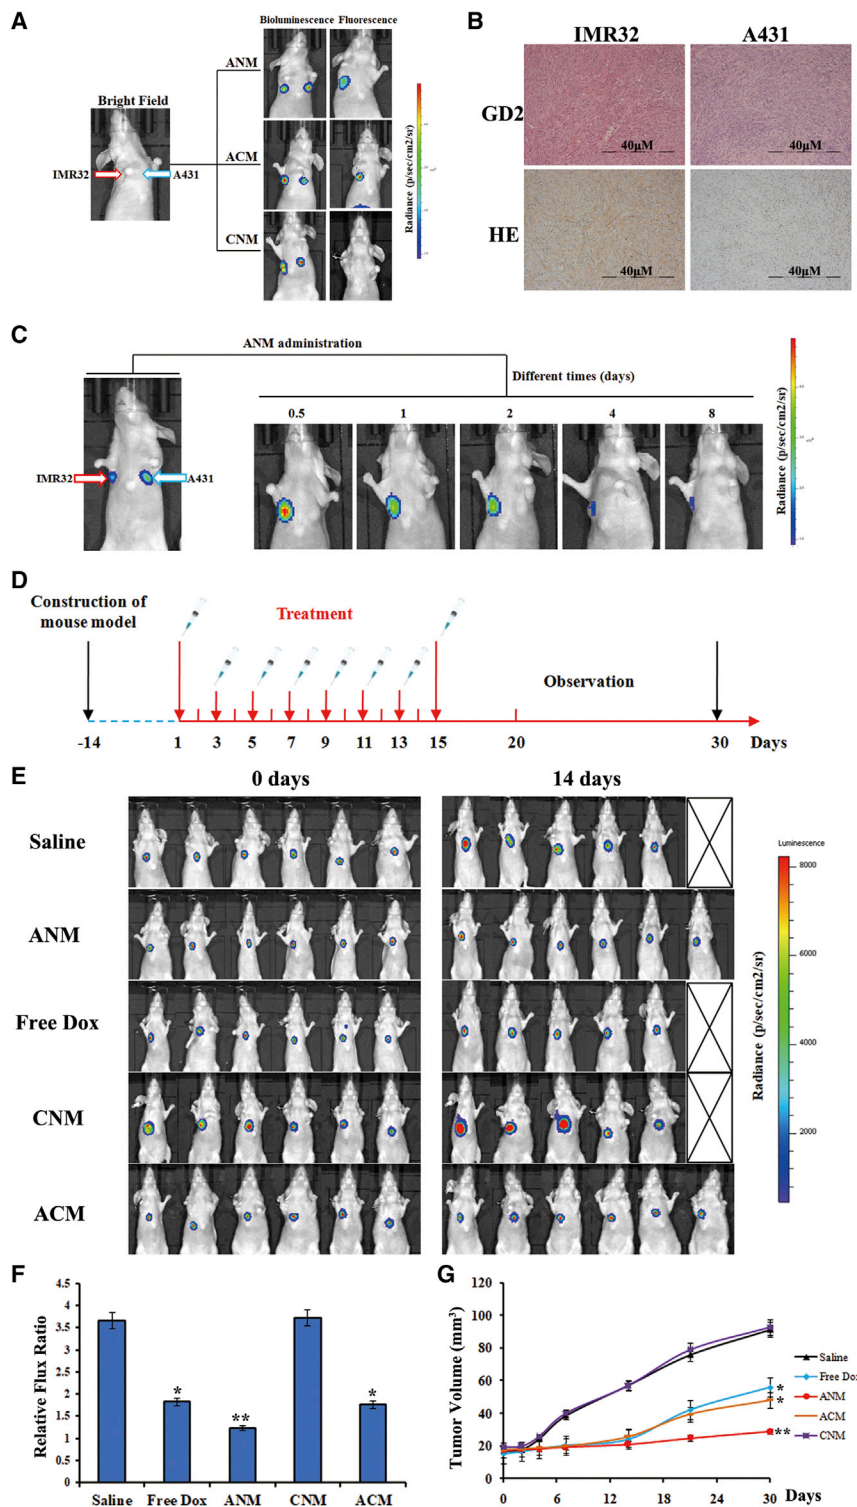 A
Bioluminescence Fluorescence
ANM
Bright Field
ACM
IMR32
A431
CNM
Radiance (p/sec/cm2/sr)
B
IMR32 A431
GD2
40μM 40μM
HE
40μM 40μM
C
ANM administration
Different times (days)
0.5 1 2 4 8
IMR32
A431
Radiance (p/sec/cm2/sr)
D
Construction of
mouse model
Treatment
Observation
-14 1 3 5 7 9 11 13 15 20 30 Days
E
0 days 14 days
Saline
ANM
Free Dox
CNM
ACM
Luminescence
8000
6000
4000
2000
Radiance (p/sec/cm2/sr)
F
Relative Flux Ratio
4.5
4
3.5
3
2.5
2
1.5
1
0.5
0
* ** *
Saline Free Dox ANM CNM ACM
G
Tumor Volume (mm³)
120
100
80
60
40
20
0
0 6 12 18 24 30 Days
*
*
**
Saline
Free Dox
ANM
ACM
CNM